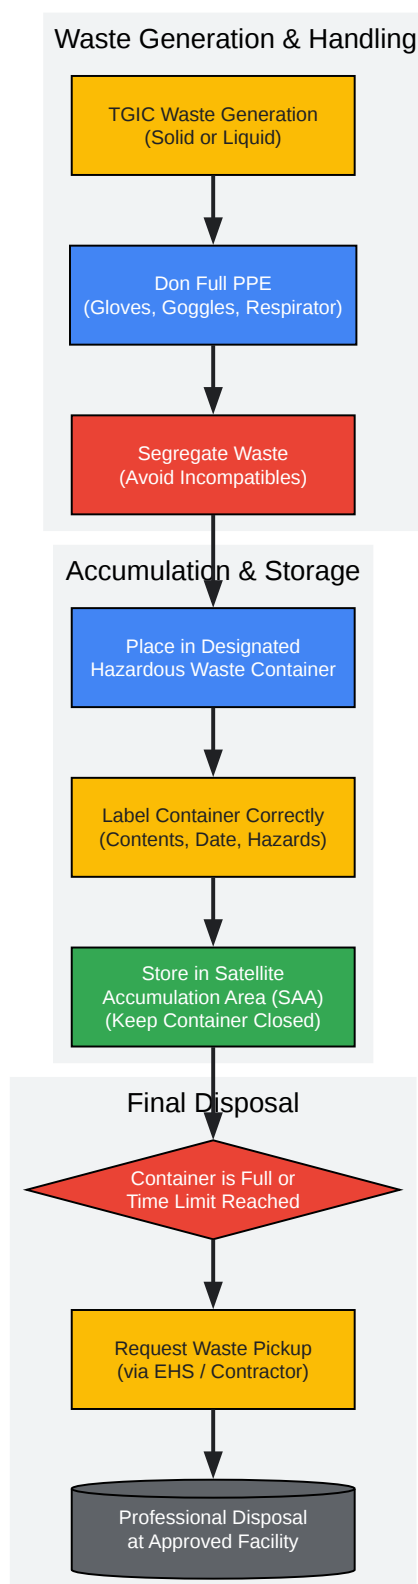 Waste Generation & Handling
TGIC Waste Generation
(Solid or Liquid)
Don Full PPE
(Gloves, Goggles, Respirator)
Segregate Waste
(Avoid Incompatibles)
Accumulation & Storage
Place in Designated
Hazardous Waste Container
Label Container Correctly
(Contents, Date, Hazards)
Store in Satellite
Accumulation Area (SAA)
(Keep Container Closed)
Final Disposal
Container is Full or
Time Limit Reached
Request Waste Pickup
(via EHS / Contractor)
Professional Disposal
at Approved Facility